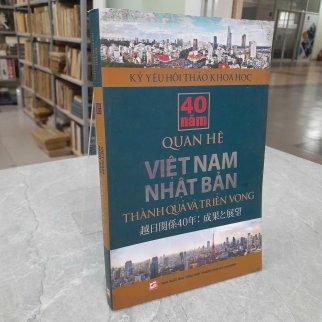 KỶ YẾU HỘI THẢO KHOA HỌC
40
năm
QUAN HỆ
VIỆT NAM
NHẬT BẢN
THÀNH QUẢ VÀ TRIỂN VỌNG
越日関係40年：成果と展望